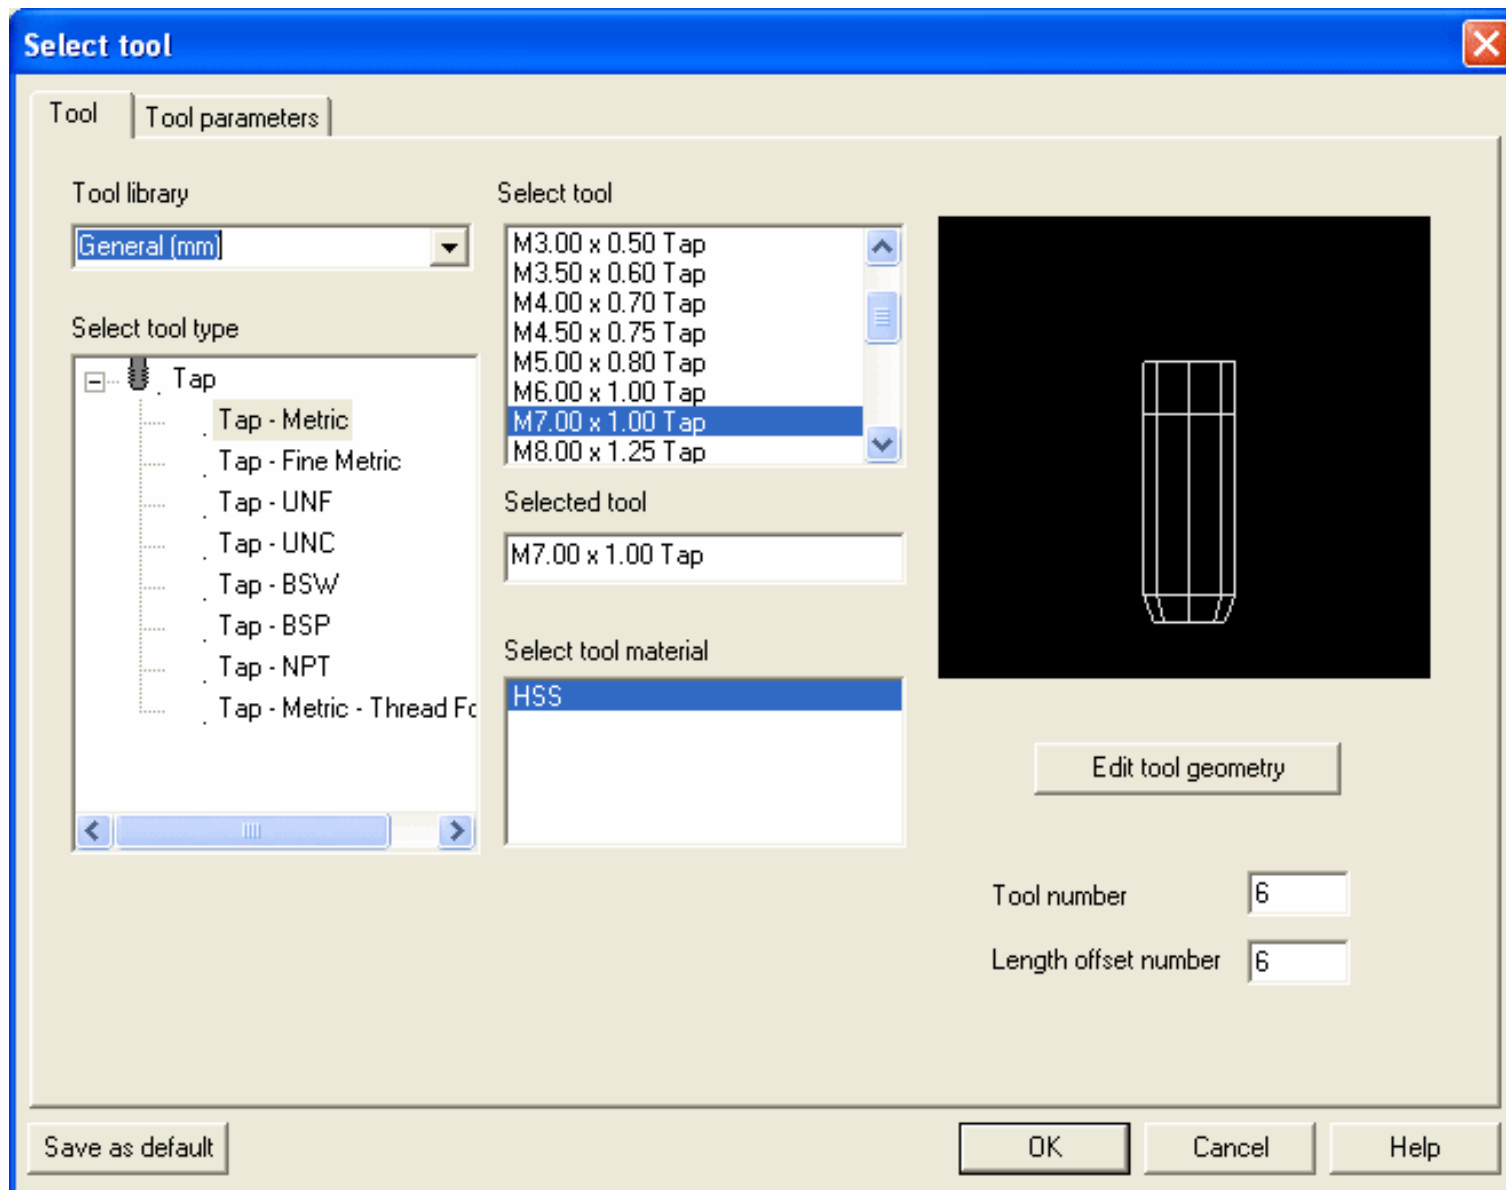 Select tool
Tool
Tool parameters
Tool library
General (mm)
Select tool type
Tap
Tap - Metric
Tap - Fine Metric
Tap - UNF
Tap - UNC
Tap - BSW
Tap - BSP
Tap - NPT
Tap - Metric - Thread Fo
Select tool
M3.00 x 0.50 Tap
M3.50 x 0.60 Tap
M4.00 x 0.70 Tap
M4.50 x 0.75 Tap
M5.00 x 0.80 Tap
M6.00 x 1.00 Tap
M7.00 x 1.00 Tap
M8.00 x 1.25 Tap
Selected tool
M7.00 x 1.00 Tap
Select tool material
HSS
Edit tool geometry
Tool number
6
Length offset number
6
Save as default
OK
Cancel
Help